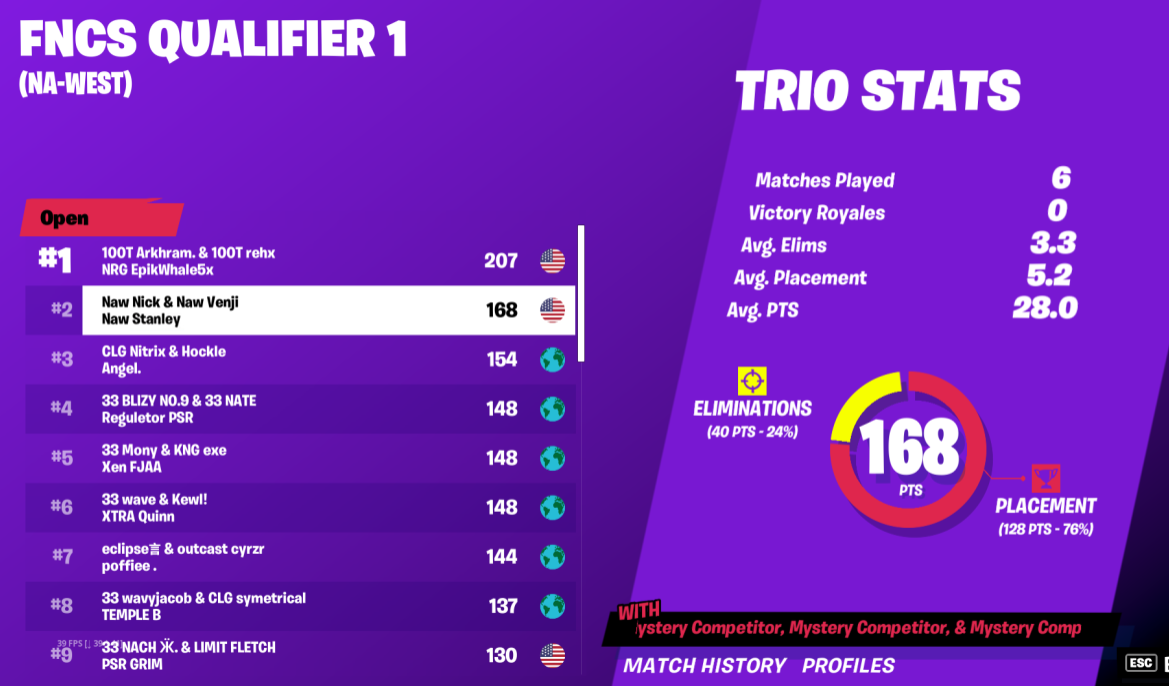 FNCS QUALIFIER 1
(NA-WEST)
Open
#1
100T Arkhram. & 100T rehx
NRG EpikWhale5x
207
#2
Naw Nick & Naw Venji
Naw Stanley
168
#3
CLG Nitrix & Hockle
Angel.
154
#4
33 BLIZY NO.9 & 33 NATE
Reguletor PSR
148
#5
33 Mony & KNG exe
Xen FJAA
148
#6
33 wave & Kewl!
XTRA Quinn
148
#7
eclipse言 & outcast cyrzr
poffiee .
144
#8
33 wavyjacob & CLG symetrical
TEMPLE B
137
39 FPS
#9
33 NACH Ӝ. & LIMIT FLETCH
PSR GRIM
130
TRIO STATS
Matches Played 6
Victory Royales 0
Avg. Elims 3.3
Avg. Placement 5.2
Avg. PTS 28.0
ELIMINATIONS
(40 PTS - 24%)
168
PTS
PLACEMENT
(128 PTS - 76%)
WITH
ystery Competitor, Mystery Competitor, & Mystery Comp
MATCH HISTORY PROFILES
ESC